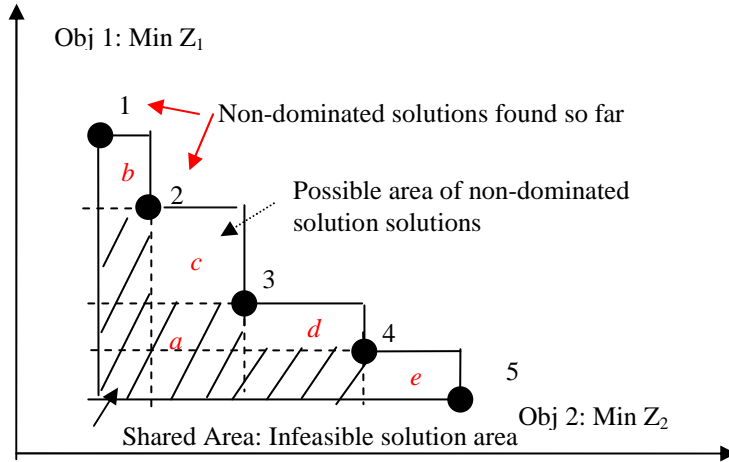 Obj 1: Min Z1
1
Non-dominated solutions found so far
b
2
Possible area of non-dominated
solution solutions
c
3
a
d
4
e
5
Obj 2: Min Z2
Shared Area: Infeasible solution area